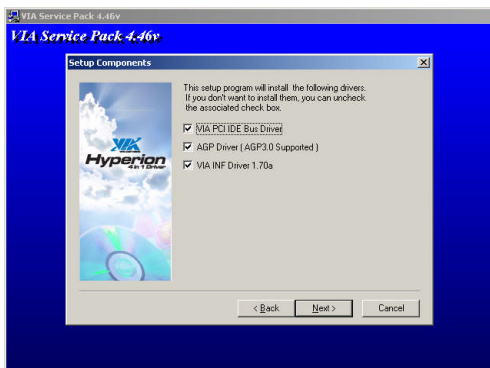 VIA Service Pack 4.46v
VIA Service Pack 4.46v
Setup Components
This setup program will install the following drivers.
If you don't want to install them, you can uncheck
the associated check box.
VIA PCI IDE Bus Driver
AGP Driver ( AGP3.0 Supported )
VIA INF Driver 1.70a
VIA
Hyperion
4 in 1 Driver
< Back
Next >
Cancel